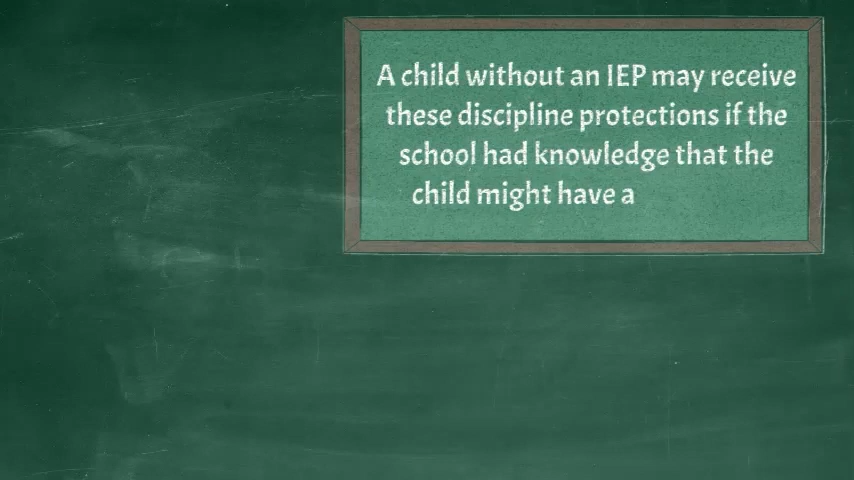 A child without an IEP may receive
these discipline protections if the
school had knowledge that the
child might have a